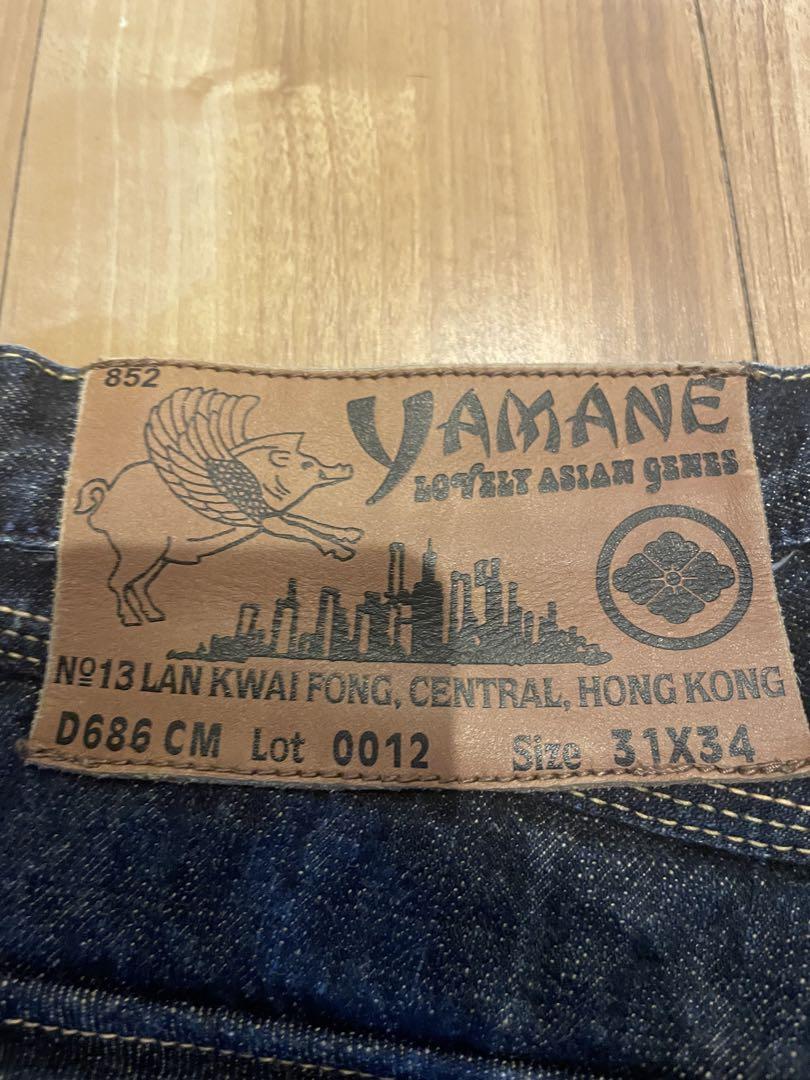 852
YAMANE
LOVELY ASIAN GENES
Nº13 LAN KWAI FONG, CENTRAL, HONG KONG
D686 CM Lot 0012 Size 31X34